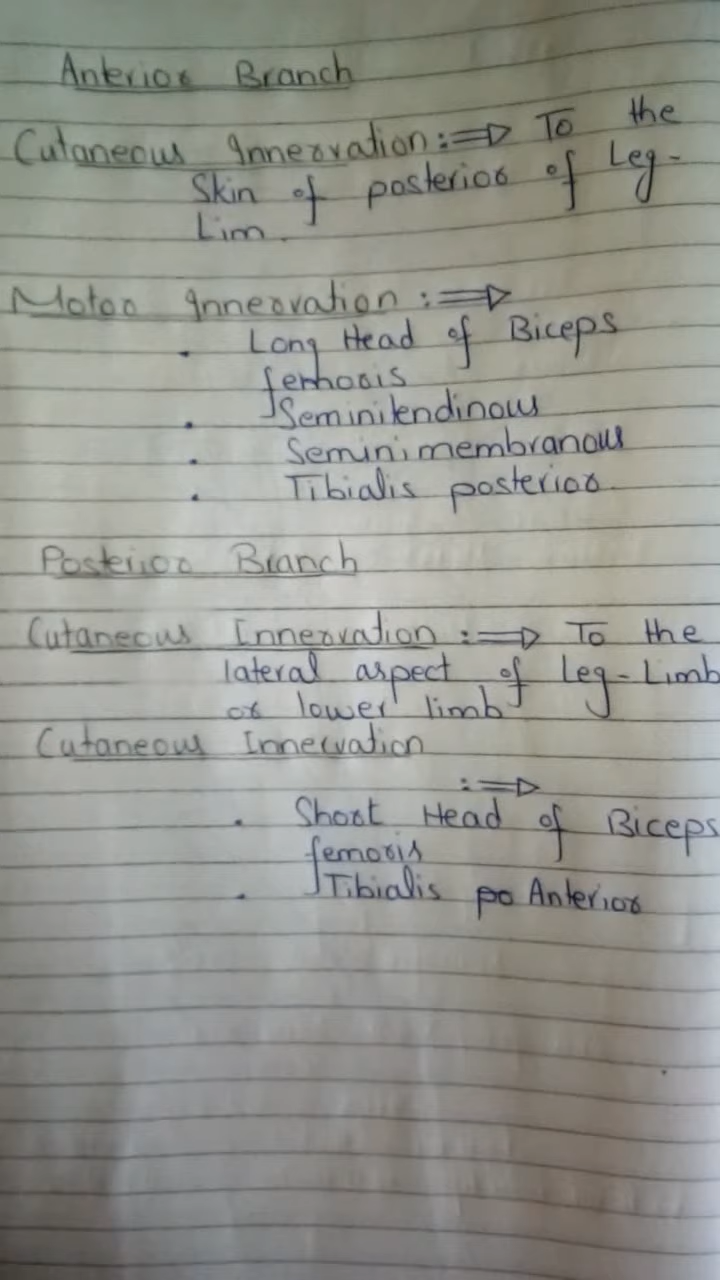 Anterior Branch
Cutaneous Innervation :⇒ To the
Skin of posterior of Leg-
Lim.
Motor Innervation :⇒
• Long Head of Biceps
femoris
• Seminitendinous
• Seminimembranous
• Tibialis posterior
Posterior Branch
Cutaneous Innervation :⇒ To the
lateral aspect of Leg-Limb
or lower limb
Cutaneous Innervation
:⇒
• Short Head of Biceps
femoris
• Tibialis po Anterior